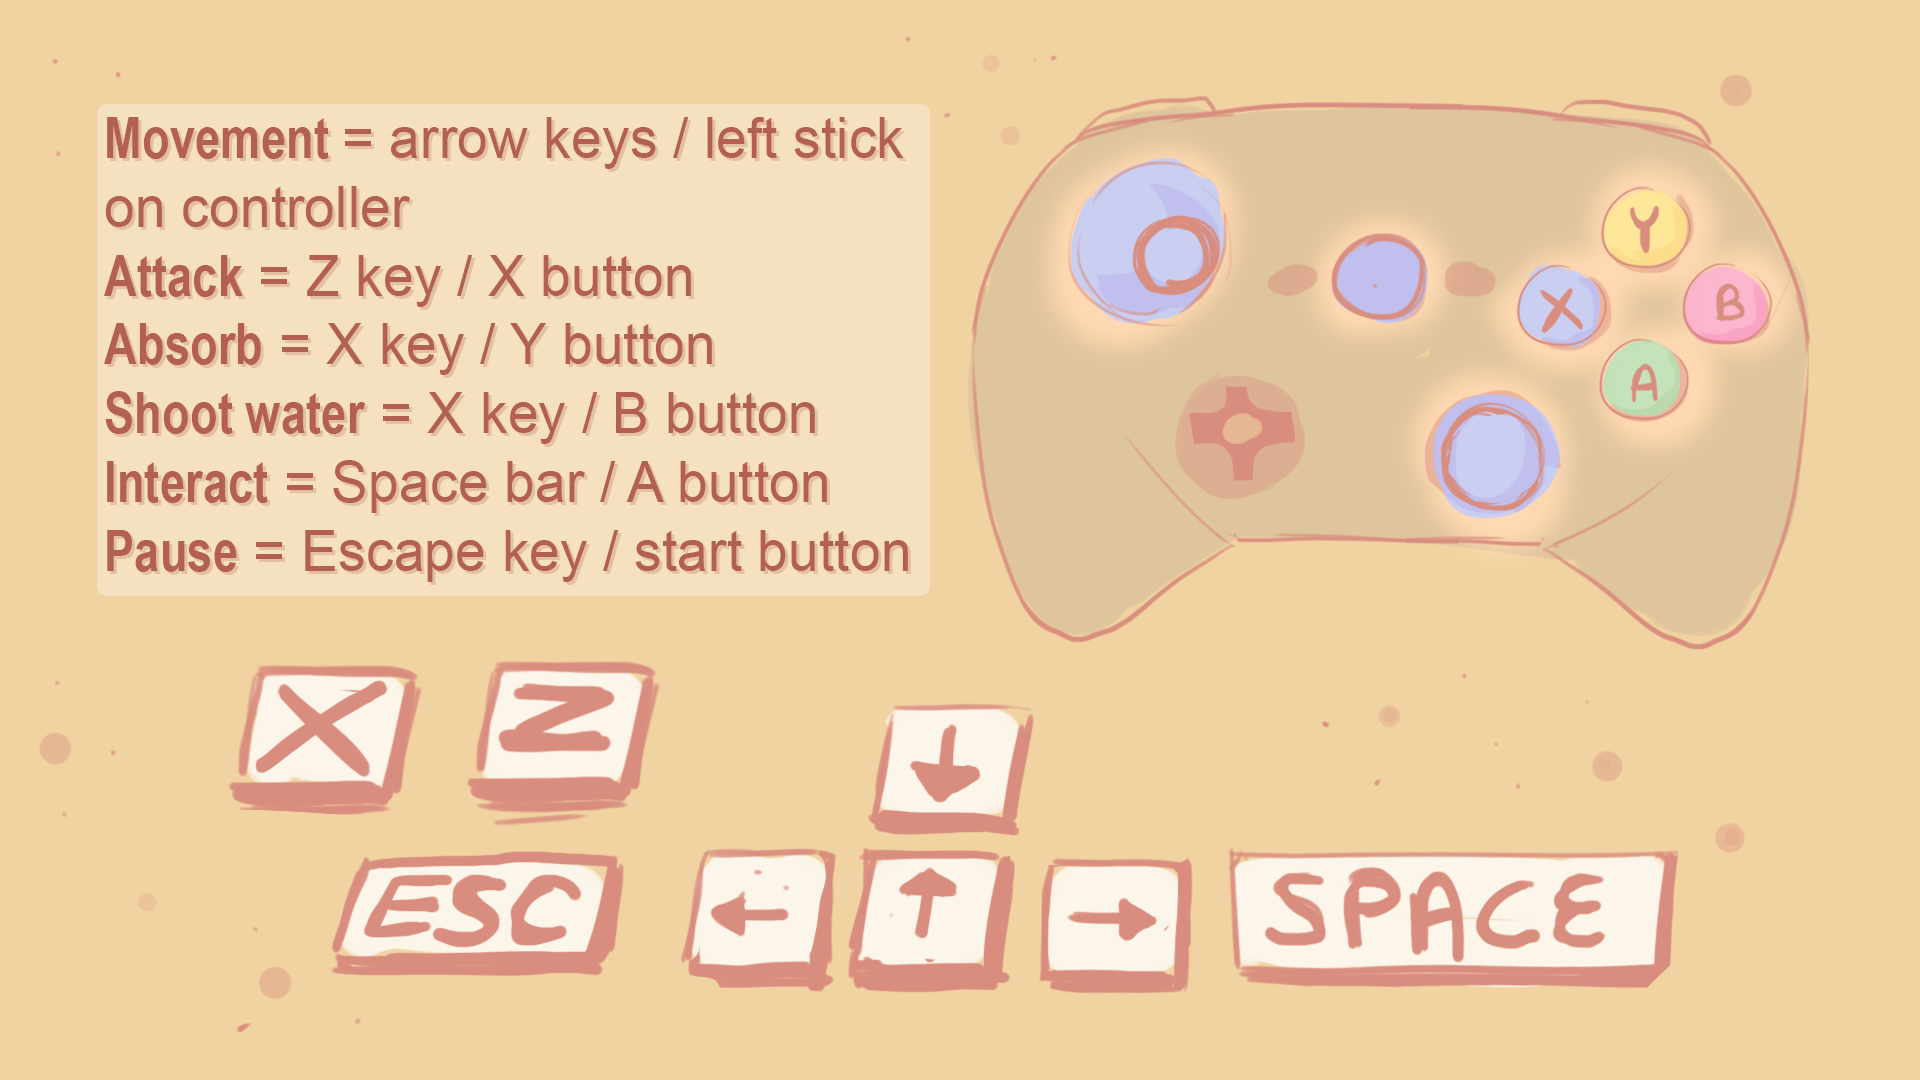 Movement = arrow keys / left stick
on controller
Attack = Z key / X button
Absorb = X key / Y button
Shoot water = X key / B button
Interact = Space bar / A button
Pause = Escape key / start button
Y
X
B
A
X
Z
↓
ESC
←
↑
→
SPACE